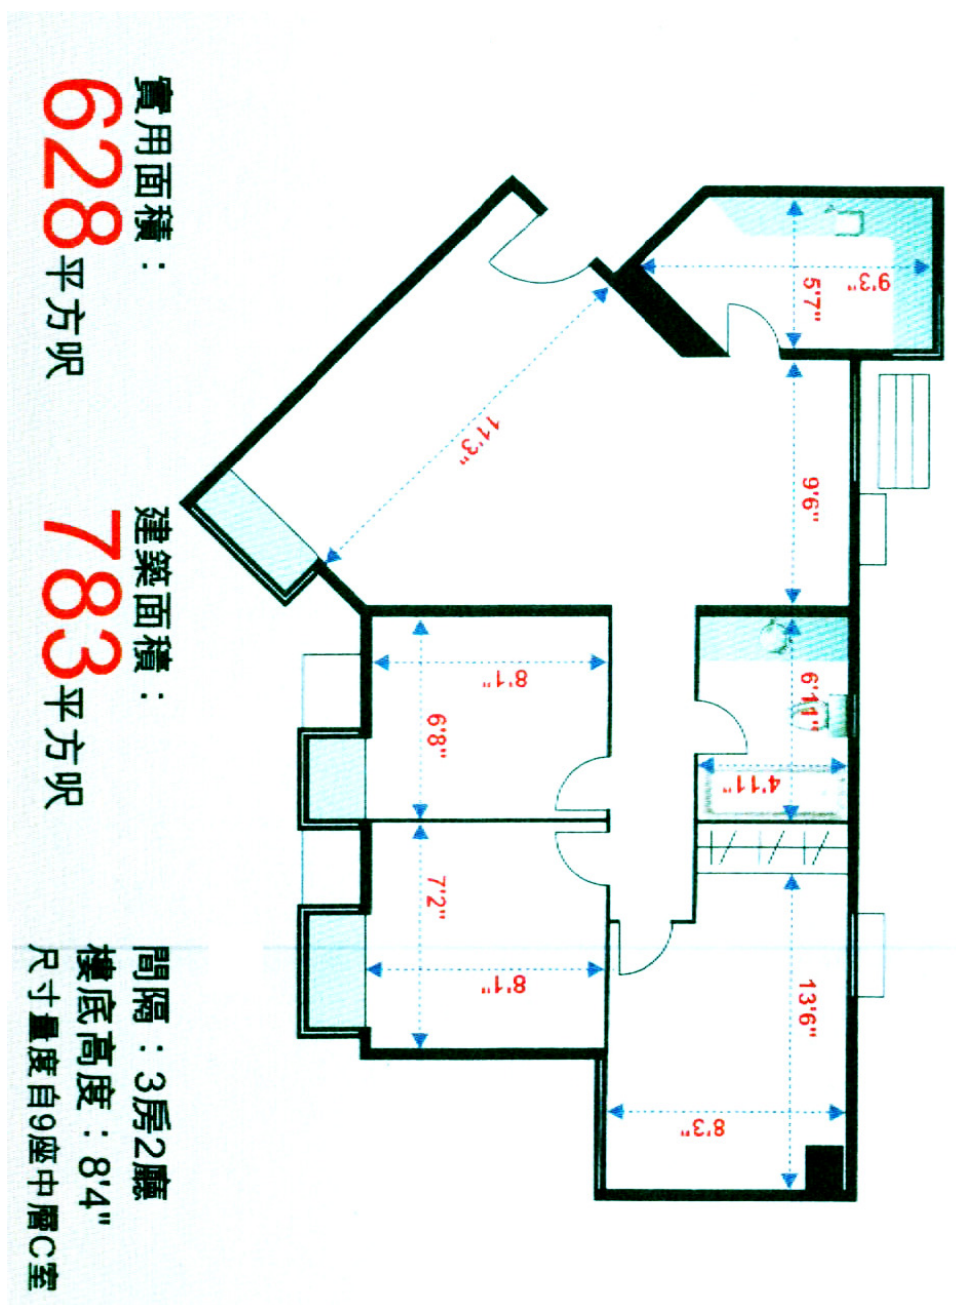 實用面積：
628平方呎
建築面積：
783平方呎
間隔：3房2廳
樓底高度：8'4"
尺寸量度自9座中層C室
9'3"
5'7"
11'3"
9'6"
8'1"
6'8"
6'11"
4'11"
7'2"
8'1"
13'6"
8'3"